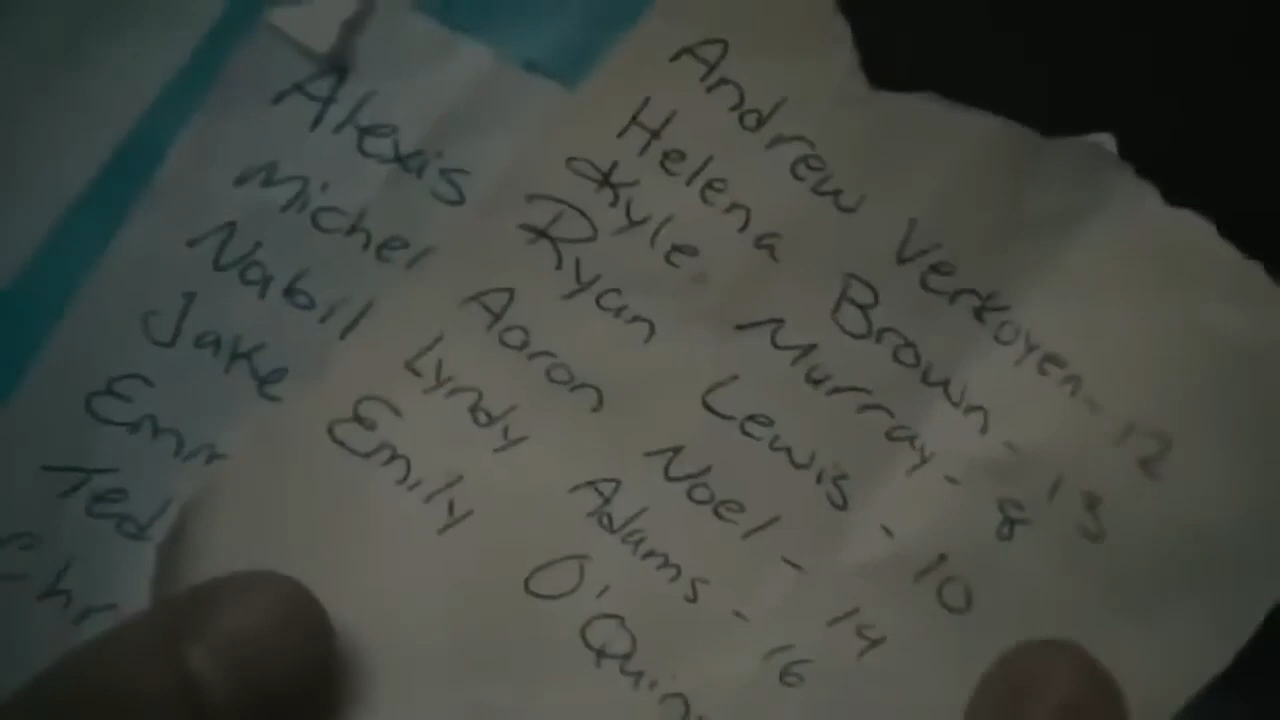 Andrew Verkoyen - 12
Helena Brown - 13
Kyle Murray - 8
Ryan Lewis - 10
Aaron Noel - 14
Lyndy Adams - 16
Emily O'Quin
Alexis
Michel
Nabil
Jake
Ted
Chr